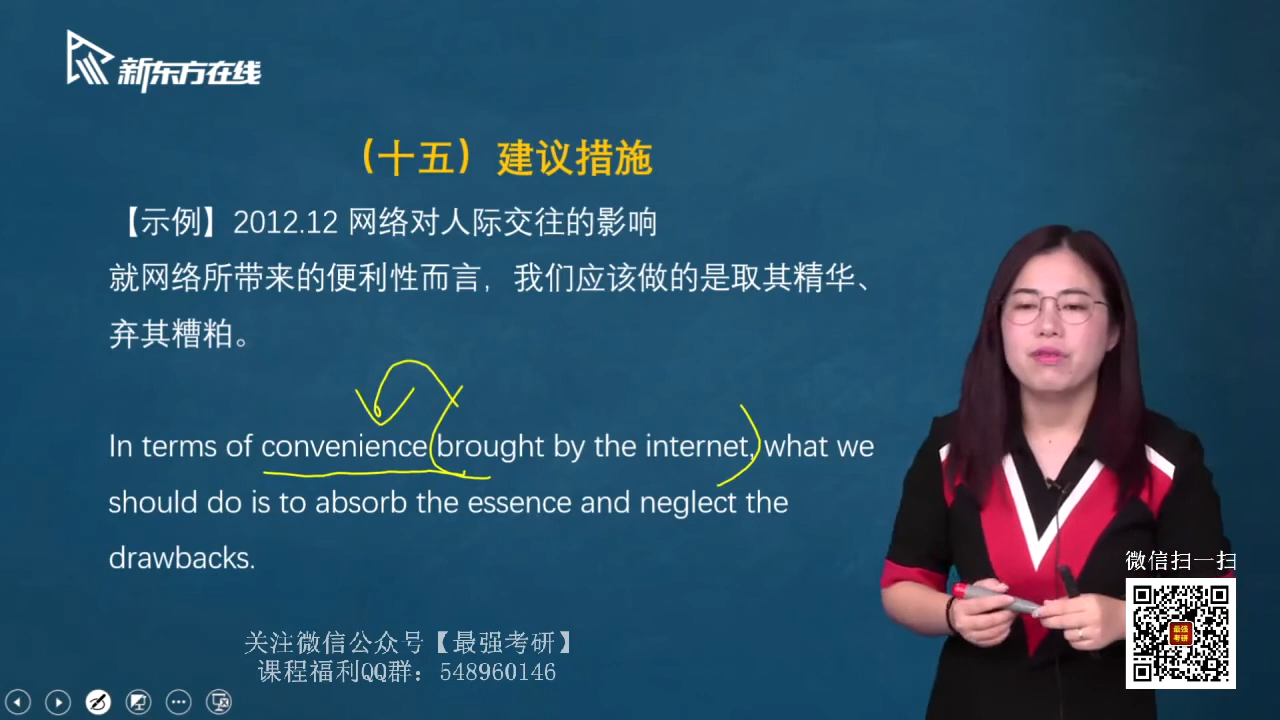 新东方在线
（十五）建议措施
【示例】2012.12 网络对人际交往的影响
就网络所带来的便利性而言，我们应该做的是取其精华、
弃其糟粕。
In terms of convenience brought by the internet, what we
should do is to absorb the essence and neglect the
drawbacks.
微信扫一扫
最强
考研
关注微信公众号【最强考研】
课程福利QQ群：548960146